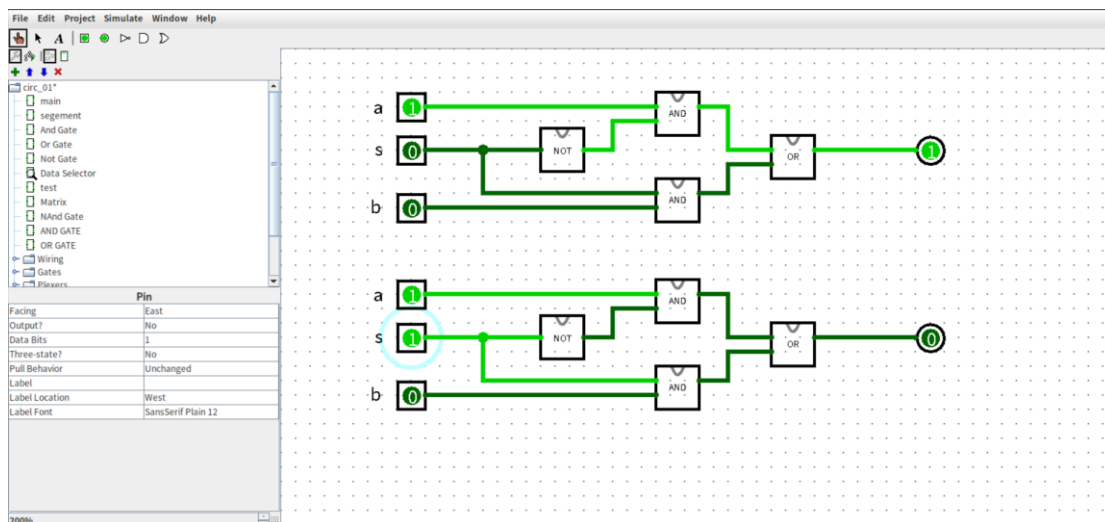 File Edit Project Simulate Window Help
A
circ_01*
main
segement
And Gate
Or Gate
Not Gate
Data Selector
test
Matrix
NAnd Gate
AND GATE
OR GATE
Wiring
Gates
Plexers
Pin
Facing East
Output? No
Data Bits 1
Three-state? No
Pull Behavior Unchanged
Label
Label Location West
Label Font SansSerif Plain 12
200%
a 1 AND
s 0 NOT OR 1
b 0 AND
a 1 AND
s 1 NOT OR 0
b 0 AND